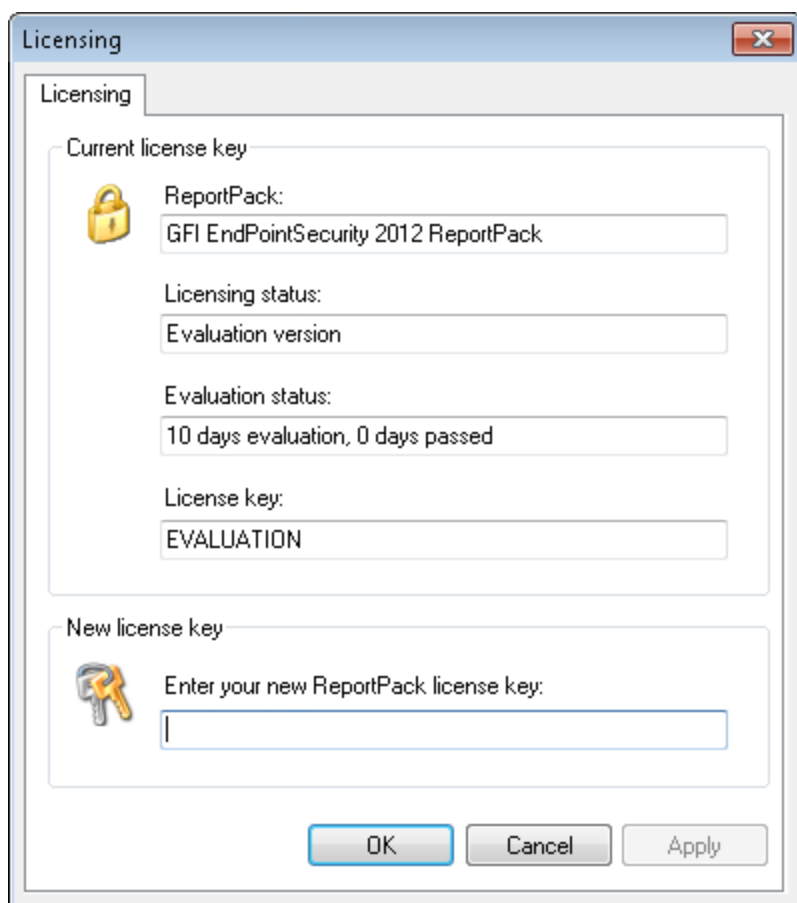 Licensing
Licensing
Current license key
ReportPack:
GFI EndPointSecurity 2012 ReportPack
Licensing status:
Evaluation version
Evaluation status:
10 days evaluation, 0 days passed
License key:
EVALUATION
New license key
Enter your new ReportPack license key:
OK Cancel Apply